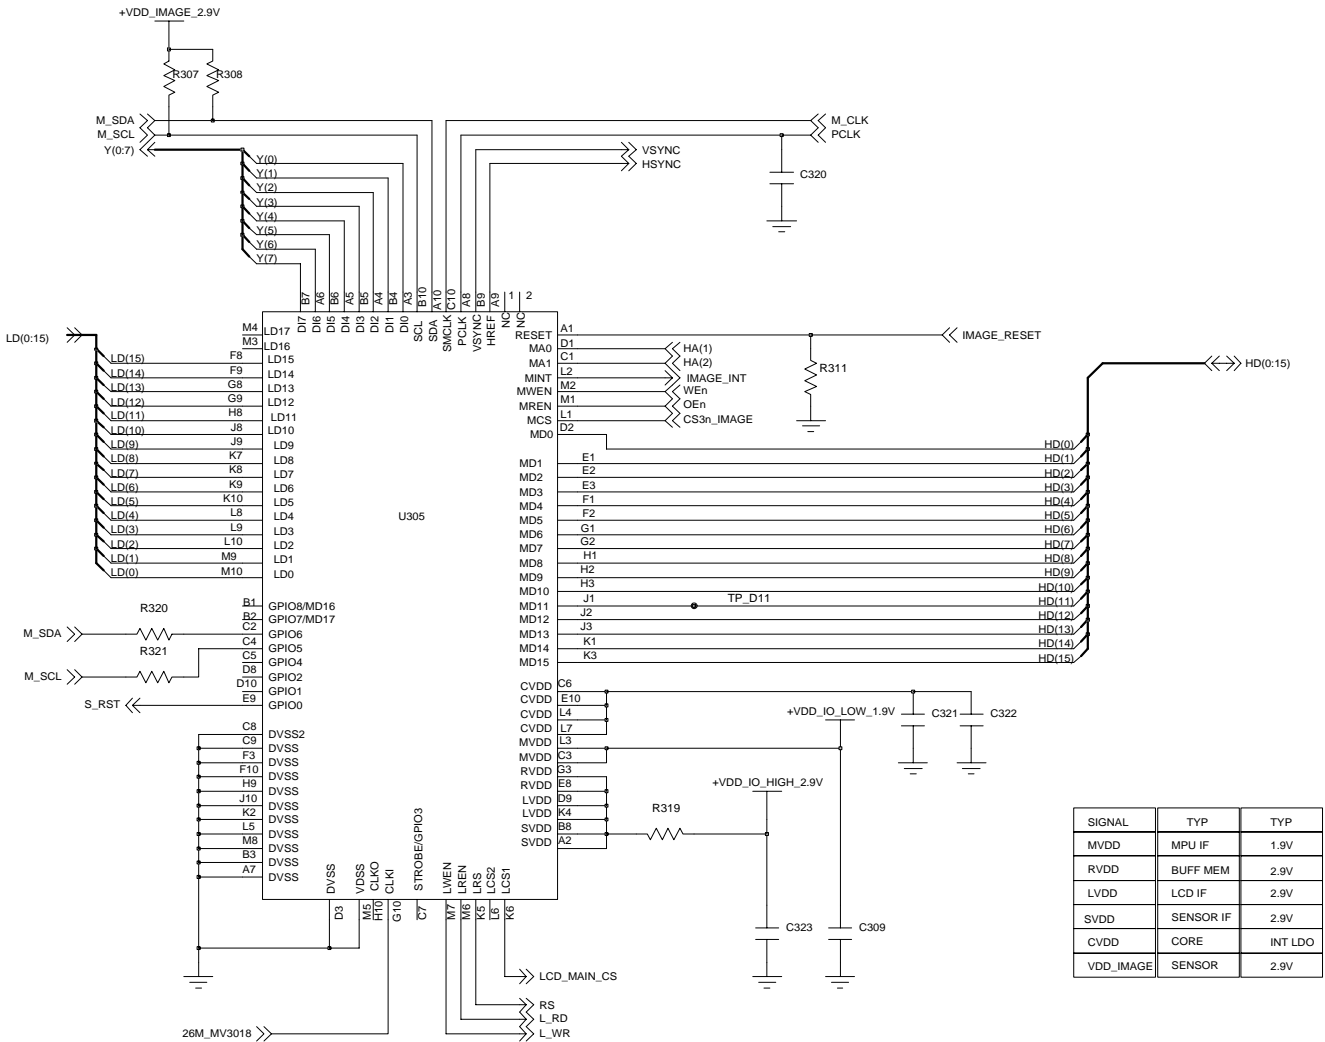 +VDD_IMAGE_2.9V
R307
R308
M_SDA
M_SCL
Y(0:7)
M_CLK
PCLK
VSYNC
HSYNC
C320
Y(0)
Y(1)
Y(2)
Y(3)
Y(4)
Y(5)
Y(6)
Y(7)
B7
A6
B6
A5
B5
A4
B4
A3
B10
A10
C10
A8
B9
A9
1
2
DI7
DI6
DI5
DI4
DI3
DI2
DI1
DI0
SCL
SDA
SMCLK
PCLK
VSYNC
HREF
NC
NC
LD(0:15)
M4 LD17
M3 LD16
LD(15) F8 LD15
LD(14) F9 LD14
LD(13) G8 LD13
LD(12) G9 LD12
LD(11) H8 LD11
LD(10) J8 LD10
LD(9) J9 LD9
LD(8) K7 LD8
LD(7) K8 LD7
LD(6) K9 LD6
LD(5) K10 LD5
LD(4) L8 LD4
LD(3) L9 LD3
LD(2) L10 LD2
LD(1) M9 LD1
LD(0) M10 LD0
U305
RESET A1 IMAGE_RESET
MA0 D1 HA(1)
MA1 C1 HA(2)
MINT L2 IMAGE_INT
MWEN M2 WEn
MREN M1 OEn
MCS L1 CS3n_IMAGE
MD0 D2
R311
HD(0:15)
HD(0)
MD1 E1 HD(1)
MD2 E2 HD(2)
MD3 E3 HD(3)
MD4 F1 HD(4)
MD5 F2 HD(5)
MD6 G1 HD(6)
MD7 G2 HD(7)
MD8 H1 HD(8)
MD9 H2 HD(9)
MD10 H3 HD(10)
MD11 J1 TP_D11 HD(11)
MD12 J2 HD(12)
MD13 J3 HD(13)
MD14 K1 HD(14)
MD15 K3 HD(15)
B1 GPIO8/MD16
B2 GPIO7/MD17
M_SDA R320 C2 GPIO6
R321 C4 GPIO5
C5 GPIO4
M_SCL D8 GPIO2
D10 GPIO1
S_RST E9 GPIO0
C8 DVSS2
C9 DVSS
F3 DVSS
F10 DVSS
H9 DVSS
J10 DVSS
K2 DVSS
L5 DVSS
M8 DVSS
B3 DVSS
A7 DVSS
CVDD C6
CVDD E10
CVDD L4
CVDD L7
MVDD L3
MVDD C3
RVDD G3
RVDD E8
LVDD D9
LVDD K4
SVDD B8
SVDD A2
+VDD_IO_LOW_1.9V
C321
C322
+VDD_IO_HIGH_2.9V
R319
C323
C309
DVSS
VDSS
CLKO
CLKI
STROBE/GPIO3
LWEN
LREN
LRS
LCS2
LCS1
D3
M5
H10
G10
C7
M7
M6
K5
L6
K6
LCD_MAIN_CS
RS
L_RD
L_WR
26M_MV3018
SIGNAL TYP TYP
MVDD MPU IF 1.9V
RVDD BUFF MEM 2.9V
LVDD LCD IF 2.9V
SVDD SENSOR IF 2.9V
CVDD CORE INT LDO
VDD_IMAGE SENSOR 2.9V